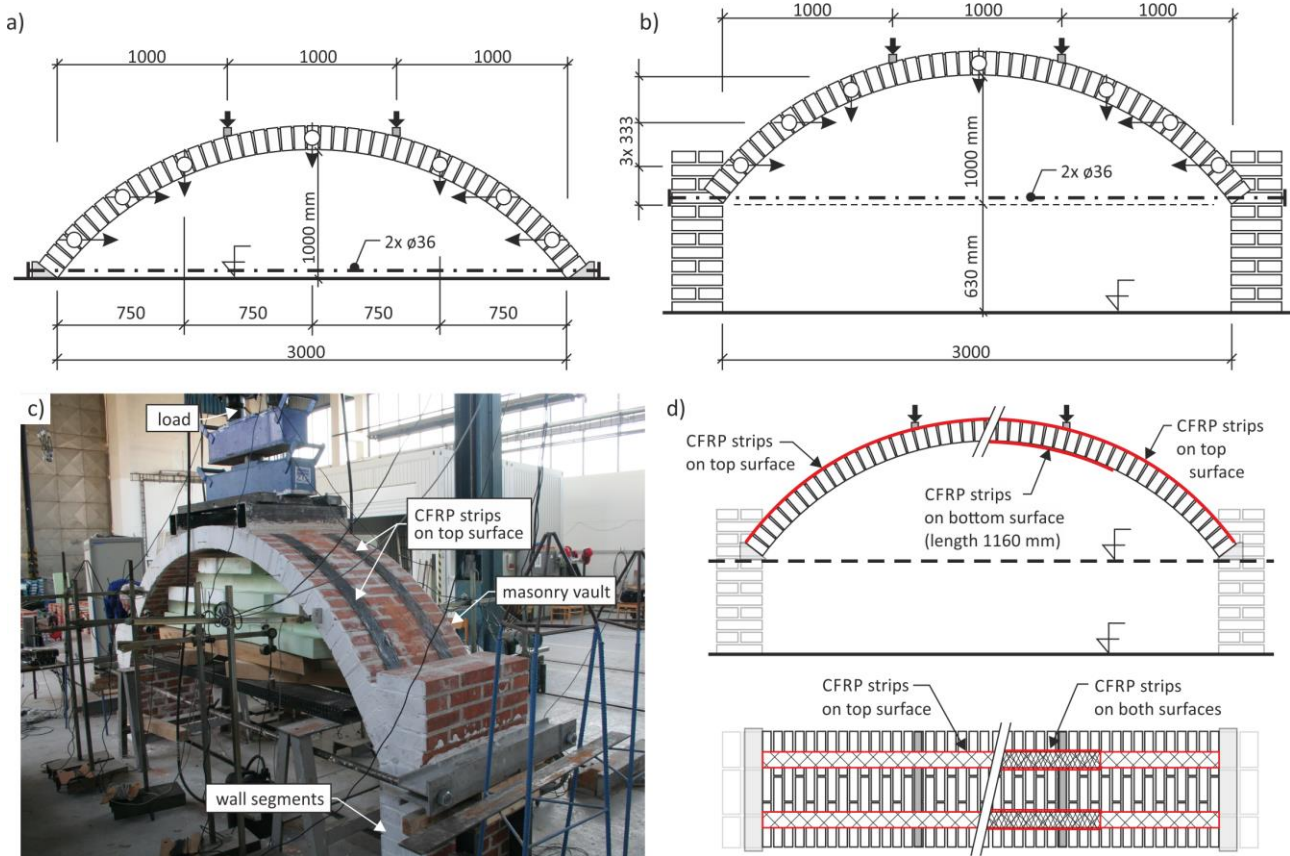 a)
1000
1000
1000
1000 mm
2x ø36
750
750
750
750
3000
b)
1000
1000
1000
3x 333
1000 mm
2x ø36
630 mm
3000
c)
load
CFRP strips
on top surface
masonry vault
wall segments
d)
CFRP strips
on top surface
CFRP strips
on top
surface
CFRP strips
on bottom surface
(length 1160 mm)
CFRP strips
on top surface
CFRP strips
on both surfaces